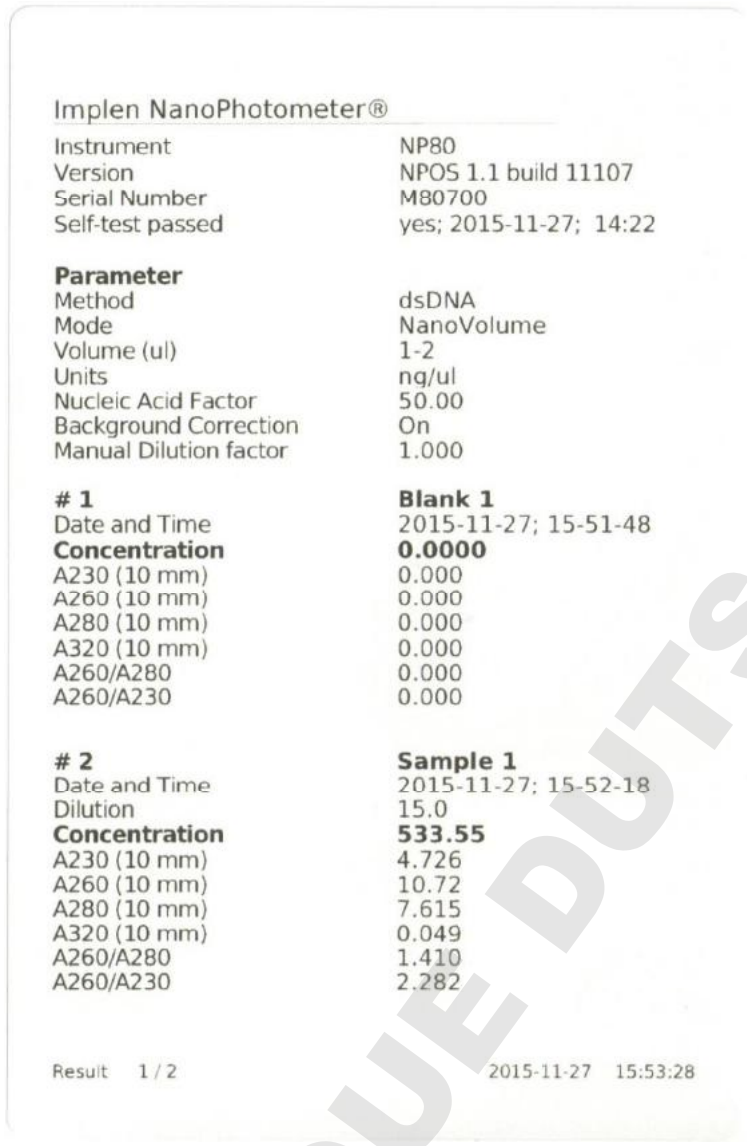 Implen NanoPhotometer®
Instrument NP80
Version NPOS 1.1 build 11107
Serial Number M80700
Self-test passed yes; 2015-11-27; 14:22
Parameter
Method dsDNA
Mode NanoVolume
Volume (ul) 1-2
Units ng/ul
Nucleic Acid Factor 50.00
Background Correction On
Manual Dilution factor 1.000
# 1 Blank 1
Date and Time 2015-11-27; 15-51-48
Concentration 0.0000
A230 (10 mm) 0.000
A260 (10 mm) 0.000
A280 (10 mm) 0.000
A320 (10 mm) 0.000
A260/A280 0.000
A260/A230 0.000
# 2 Sample 1
Date and Time 2015-11-27; 15-52-18
Dilution 15.0
Concentration 533.55
A230 (10 mm) 4.726
A260 (10 mm) 10.72
A280 (10 mm) 7.615
A320 (10 mm) 0.049
A260/A280 1.410
A260/A230 2.282
Result 1 / 2 2015-11-27 15:53:28